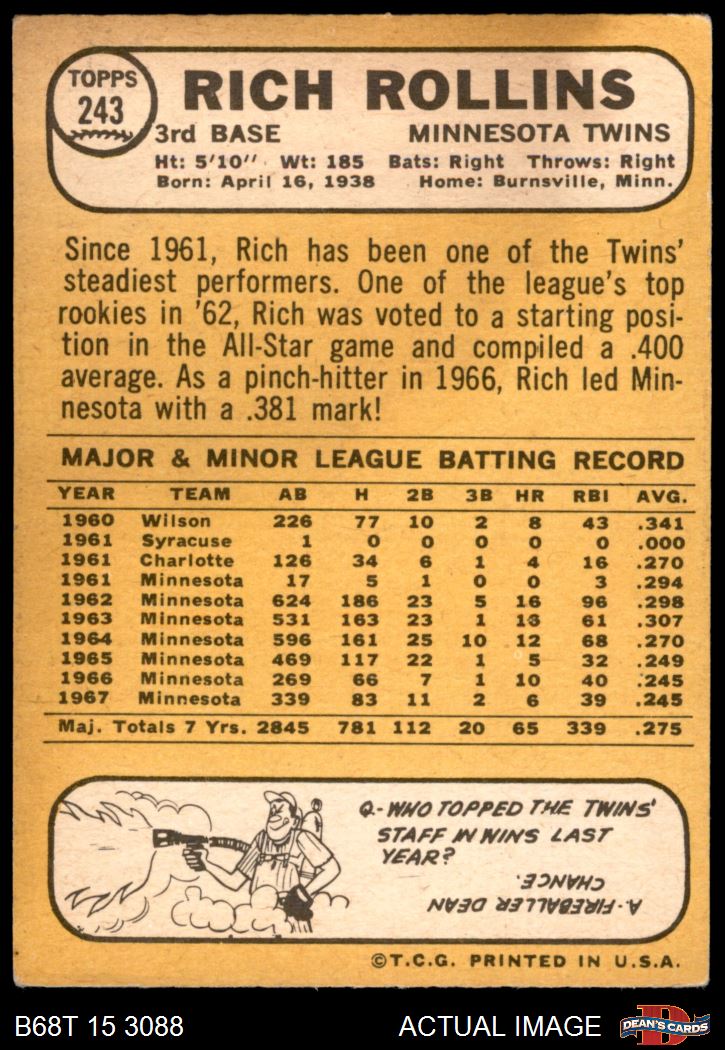 TOPPS
243
RICH ROLLINS
3rd BASE MINNESOTA TWINS
Ht: 5'10" Wt: 185 Bats: Right Throws: Right
Born: April 16, 1938 Home: Burnsville, Minn.
Since 1961, Rich has been one of the Twins'
steadiest performers. One of the league's top
rookies in '62, Rich was voted to a starting posi-
tion in the All-Star game and compiled a .400
average. As a pinch-hitter in 1966, Rich led Min-
nesota with a .381 mark!
MAJOR & MINOR LEAGUE BATTING RECORD
YEAR TEAM AB H 2B 3B HR RBI AVG.
1960 Wilson 226 77 10 2 8 43 .341
1961 Syracuse 1 0 0 0 0 0 .000
1961 Charlotte 126 34 6 1 4 16 .270
1961 Minnesota 17 5 1 0 0 3 .294
1962 Minnesota 624 186 23 5 16 96 .298
1963 Minnesota 531 163 23 1 16 61 .307
1964 Minnesota 596 161 25 10 12 68 .270
1965 Minnesota 469 117 22 1 5 32 .249
1966 Minnesota 269 66 7 1 10 40 .245
1967 Minnesota 339 83 11 2 6 39 .245
Maj. Totals 7 Yrs. 2845 781 112 20 65 339 .275
Q-WHO TOPPED THE TWINS'
STAFF IN WINS LAST
YEAR?
A-FIREBALLER DEAN
CHANCE.
©T.C.G. PRINTED IN U.S.A.
B68T 15 3088 ACTUAL IMAGE D DEAN'S CARDS